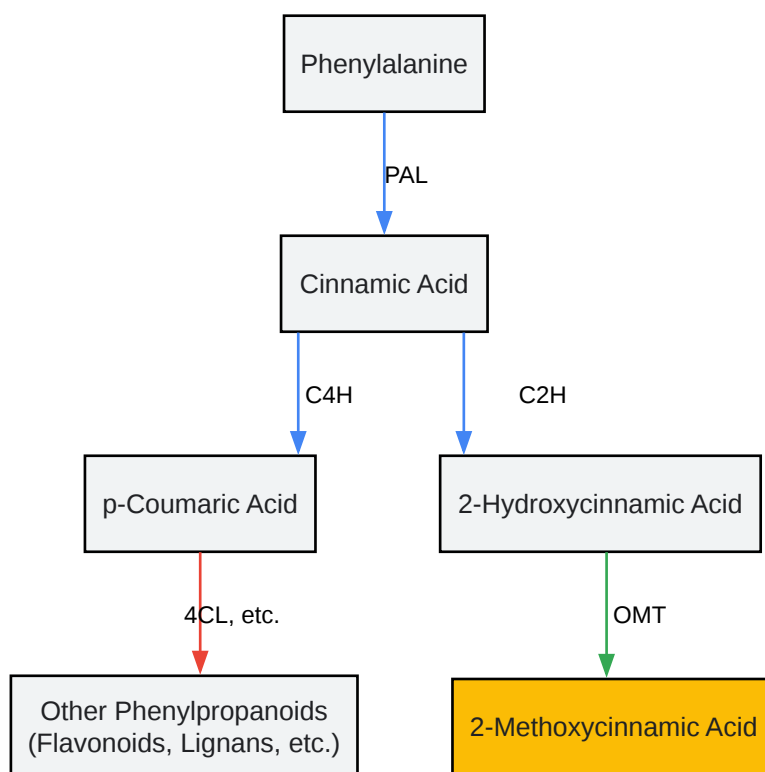 Phenylalanine
PAL
Cinnamic Acid
C4H
C2H
p-Coumaric Acid
2-Hydroxycinnamic Acid
4CL, etc.
OMT
Other Phenylpropanoids
(Flavonoids, Lignans, etc.)
2-Methoxycinnamic Acid